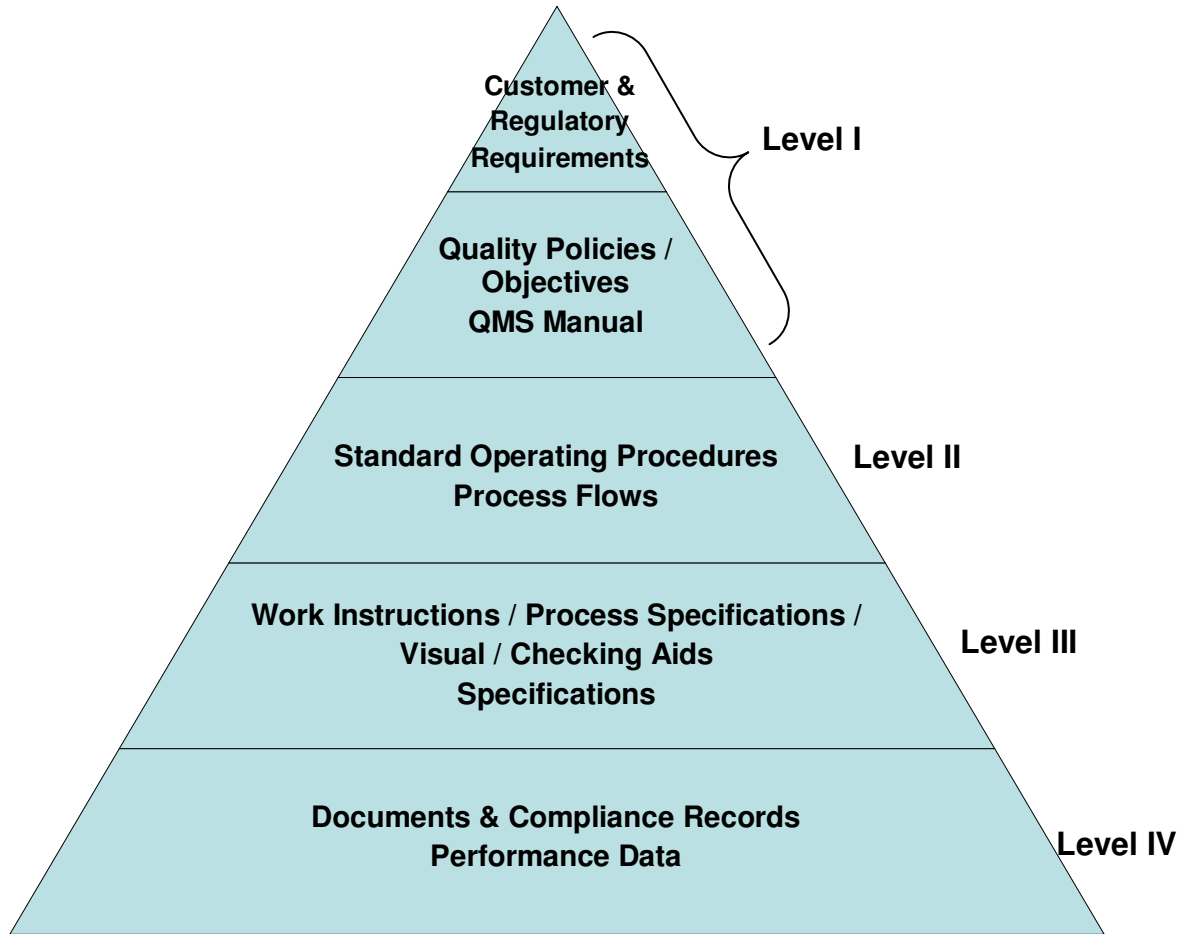 Customer &
Regulatory
Requirements
Level I
Quality Policies /
Objectives
QMS Manual
Standard Operating Procedures
Process Flows
Level II
Work Instructions / Process Specifications /
Visual / Checking Aids
Specifications
Level III
Documents & Compliance Records
Performance Data
Level IV